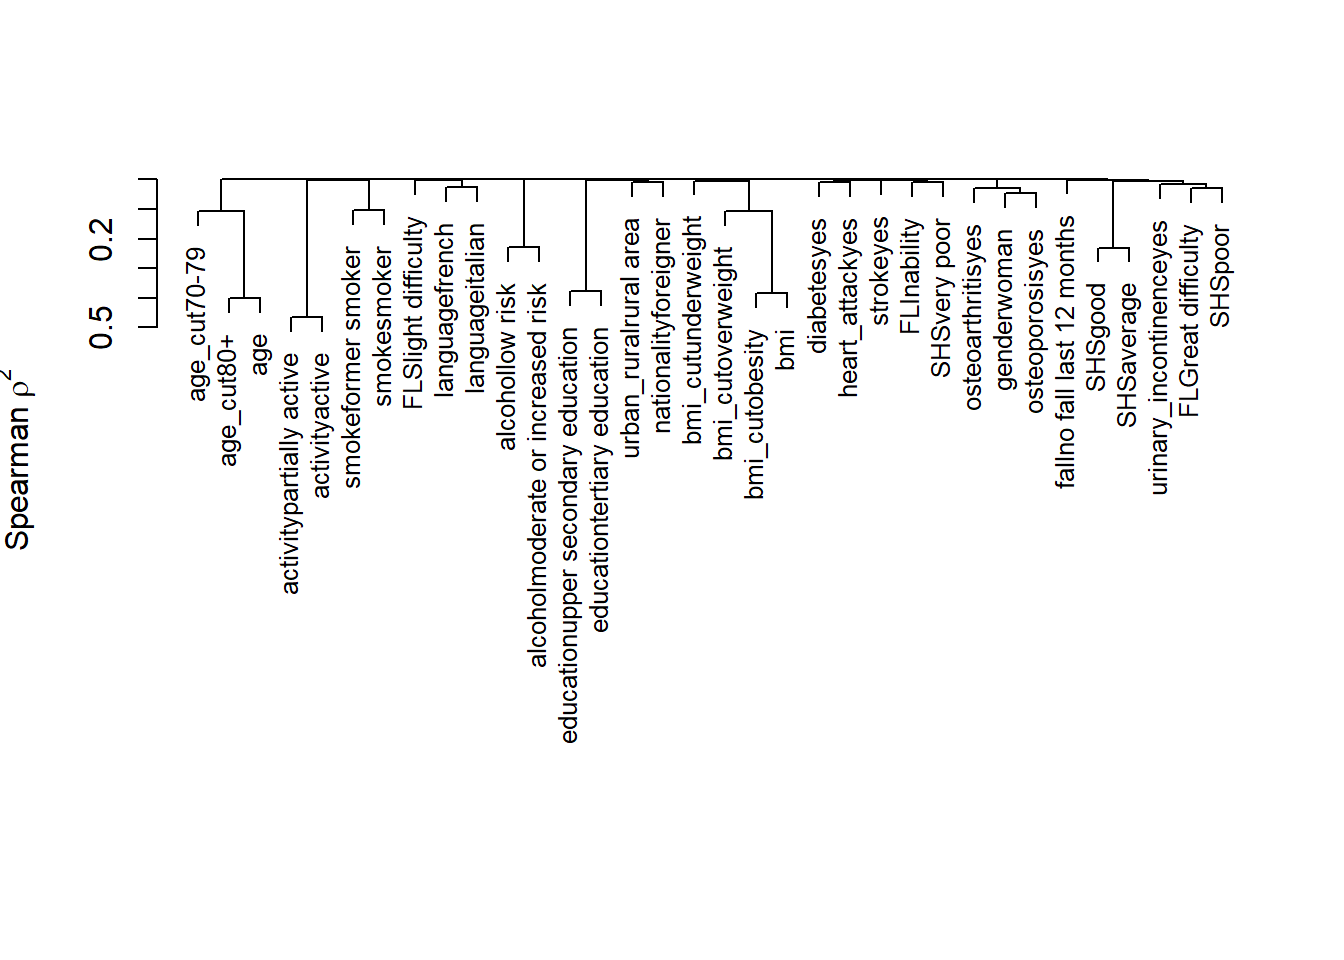 Spearman ρ2
0.2
0.5
age_cut70-79
age_cut80+
age
activitypartially active
activityactive
smokeformer smoker
smokesmoker
FLSlight difficulty
languagefrench
languageitalian
alcohollow risk
alcoholmoderate or increased risk
educationupper secondary education
educationtertiary education
urban_ruralrural area
nationalityforeigner
bmi_cutunderweight
bmi_cutoverweight
bmi_cutobesity
bmi
diabetesyes
heart_attackyes
strokeyes
FLInability
SHSvery poor
osteoarthritisyes
genderwoman
osteoporosisyes
fallno fall last 12 months
SHSgood
SHSaverage
urinary_incontinenceyes
FLGreat difficulty
SHSpoor